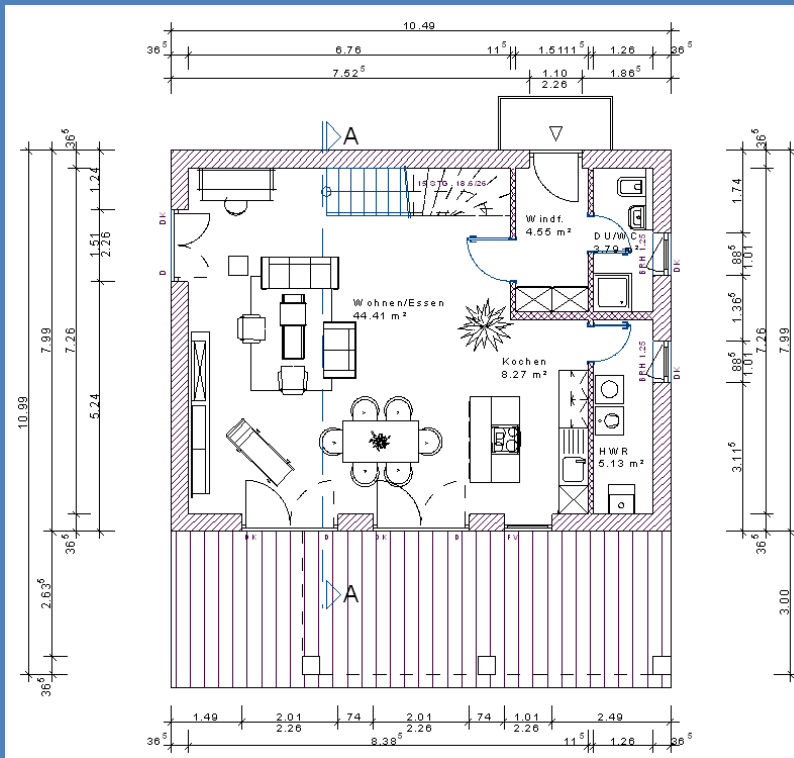 10.49
36⁵ 6.76 11⁵ 1.51 11⁵ 1.26 36⁵
7.52⁵ 1.10 1.86⁵
2.26
A
36⁵ 36⁵
1.24 1.74
15 STG. 18.6/26
DK
Windf.
4.55 m²
DU/WC
3.79 m²
BRH 1.25
DK
1.51
2.26
88⁵
1.01
D
Wohnen/Essen
44.41 m²
1.36⁵
7.99 7.26 7.26 7.99
Kochen
8.27 m²
BRH 1.25
DK
88⁵
1.01
10.99
5.24
HWR
5.13 m²
3.11⁵
DK D DK D FV
36⁵ 36⁵
2.63⁵
A
3.00
36⁵
1.49 2.01 74 2.01 74 1.01 2.49
2.26 2.26 2.26
36⁵ 8.38⁵ 11⁵ 1.26 36⁵